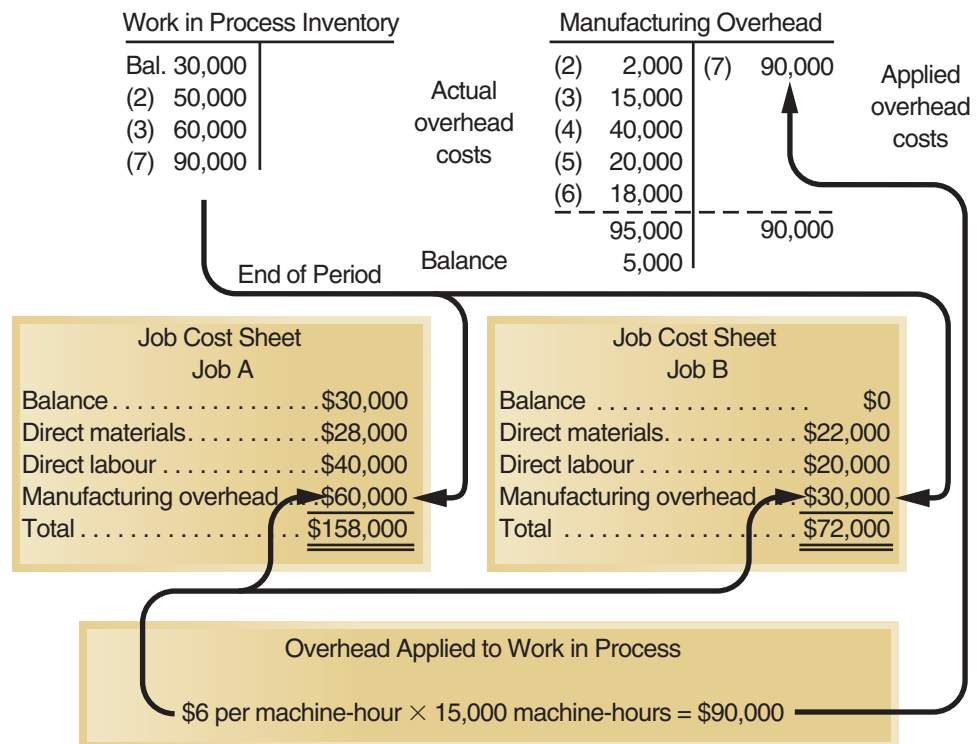 Work in Process Inventory
Bal. 30,000
(2) 50,000
(3) 60,000
(7) 90,000
Actual
overhead
costs
Manufacturing Overhead
(2) 2,000 (7) 90,000
(3) 15,000
(4) 40,000
(5) 20,000
(6) 18,000
95,000 90,000
Balance 5,000
Applied
overhead
costs
End of Period
Job Cost Sheet
Job A
Balance.................$30,000
Direct materials...........$28,000
Direct labour.............$40,000
Manufacturing overhead....$60,000
Total.................. $158,000
Job Cost Sheet
Job B
Balance ................. $0
Direct materials........... $22,000
Direct labour............. $20,000
Manufacturing overhead.... $30,000
Total ................... $72,000
Overhead Applied to Work in Process
$6 per machine-hour × 15,000 machine-hours = $90,000